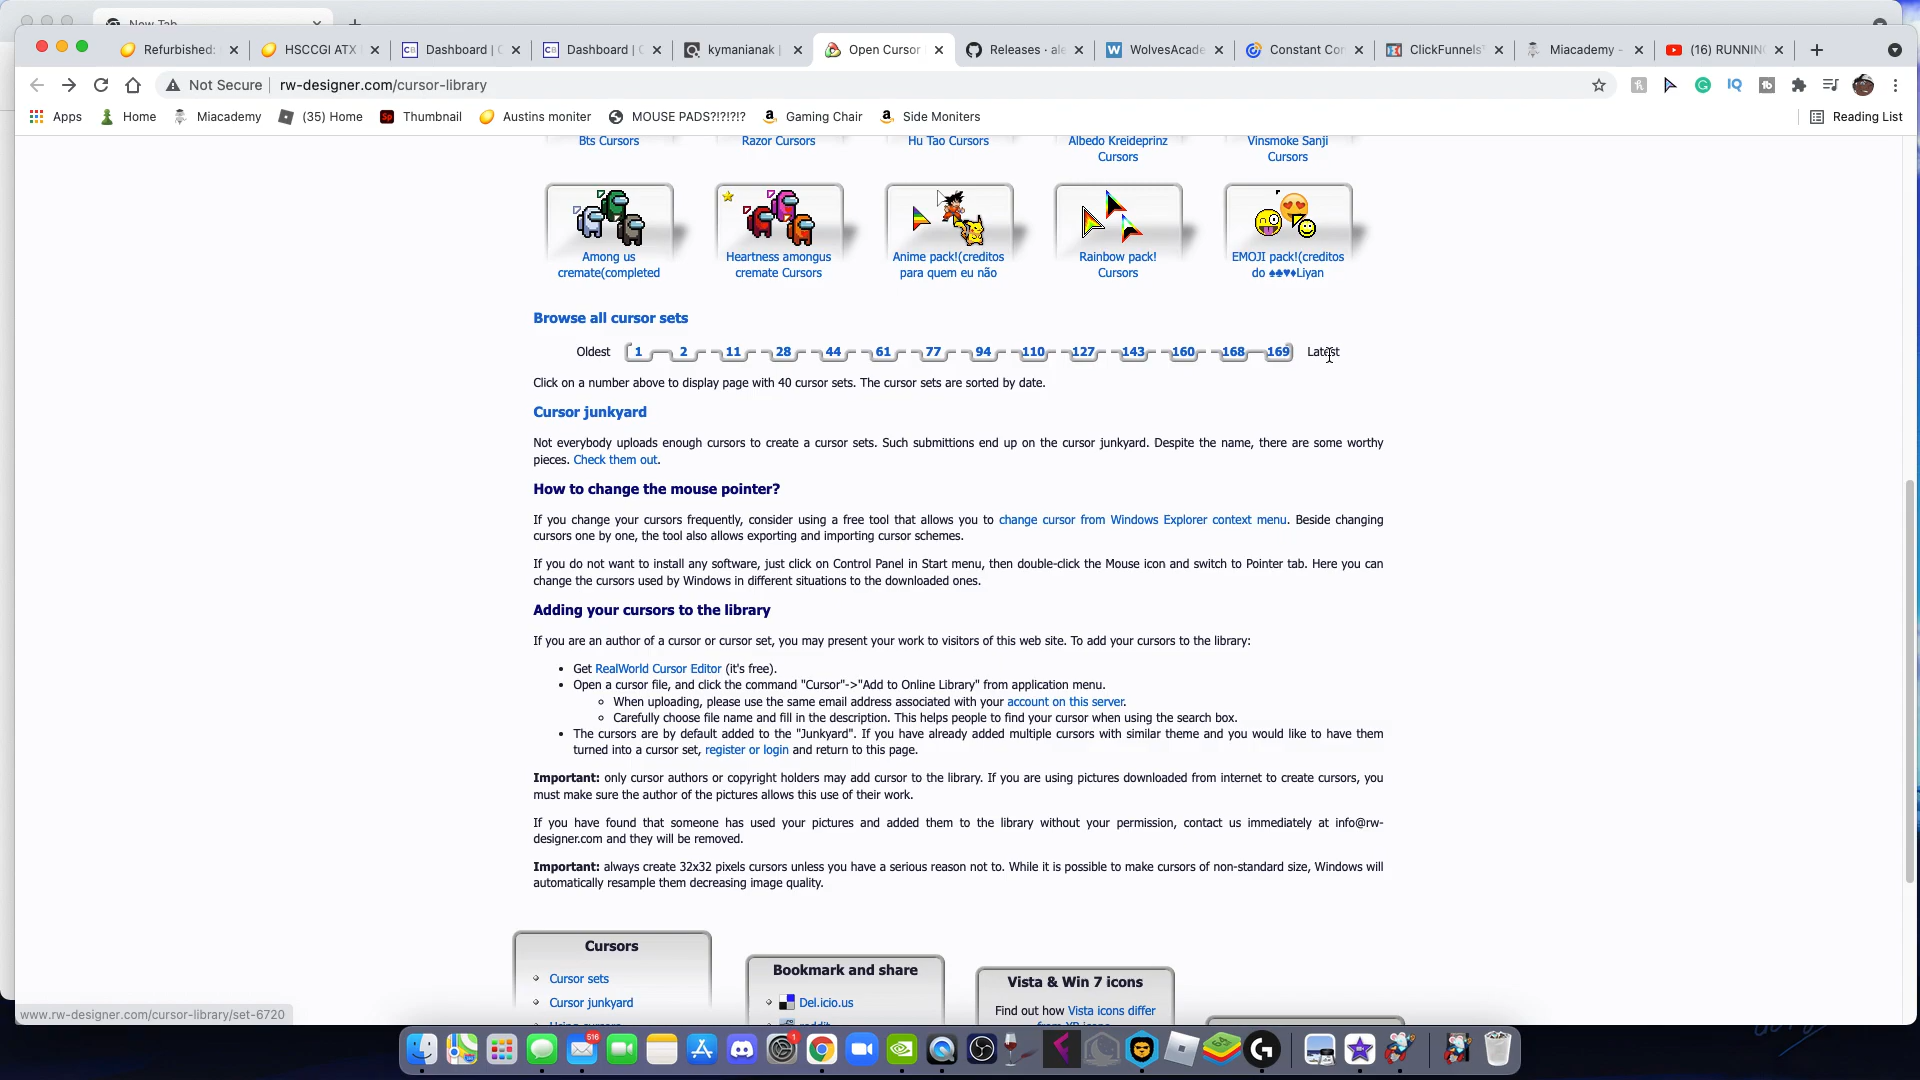 New Tab
Refurbished:
HSCCGI ATX
Dashboard | C
Dashboard | C
kymanianak |
Open Cursor
Releases · ale
WolvesAcade
Constant Con
ClickFunnels
Miacademy -
(16) RUNNIN
Not Secure
rw-designer.com/cursor-library
Apps
Home
Miacademy
(35) Home
Thumbnail
Austins moniter
MOUSE PADS?!?!?!?
Gaming Chair
Side Moniters
Reading List
Bts Cursors
Razor Cursors
Hu Tao Cursors
Albedo Kreideprinz
Cursors
Vinsmoke Sanji
Cursors
Among us
cremate(completed
Heartness amongus
cremate Cursors
Anime pack!(creditos
para quem eu não
Rainbow pack!
Cursors
EMOJI pack!(creditos
do ♠♣♥♦Liyan
Browse all cursor sets
Oldest 1 2 11 28 44 61 77 94 110 127 143 160 168 169 Latest
Click on a number above to display page with 40 cursor sets. The cursor sets are sorted by date.
Cursor junkyard
Not everybody uploads enough cursors to create a cursor sets. Such submittions end up on the cursor junkyard. Despite the name, there are some worthy
pieces. Check them out.
How to change the mouse pointer?
If you change your cursors frequently, consider using a free tool that allows you to change cursor from Windows Explorer context menu. Beside changing
cursors one by one, the tool also allows exporting and importing cursor schemes.
If you do not want to install any software, just click on Control Panel in Start menu, then double-click the Mouse icon and switch to Pointer tab. Here you can
change the cursors used by Windows in different situations to the downloaded ones.
Adding your cursors to the library
If you are an author of a cursor or cursor set, you may present your work to visitors of this web site. To add your cursors to the library:
• Get RealWorld Cursor Editor (it's free).
• Open a cursor file, and click the command "Cursor"->"Add to Online Library" from application menu.
◦ When uploading, please use the same email address associated with your account on this server.
◦ Carefully choose file name and fill in the description. This helps people to find your cursor when using the search box.
• The cursors are by default added to the "Junkyard". If you have already added multiple cursors with similar theme and you would like to have them
turned into a cursor set, register or login and return to this page.
Important: only cursor authors or copyright holders may add cursor to the library. If you are using pictures downloaded from internet to create cursors, you
must make sure the author of the pictures allows this use of their work.
If you have found that someone has used your pictures and added them to the library without your permission, contact us immediately at info@rw-
designer.com and they will be removed.
Important: always create 32x32 pixels cursors unless you have a serious reason not to. While it is possible to make cursors of non-standard size, Windows will
automatically resample them decreasing image quality.
Cursors
Cursor sets
Cursor junkyard
Bookmark and share
Del.icio.us
reddit
Vista & Win 7 icons
Find out how Vista icons differ
from XP icons
www.rw-designer.com/cursor-library/set-6720
516
1